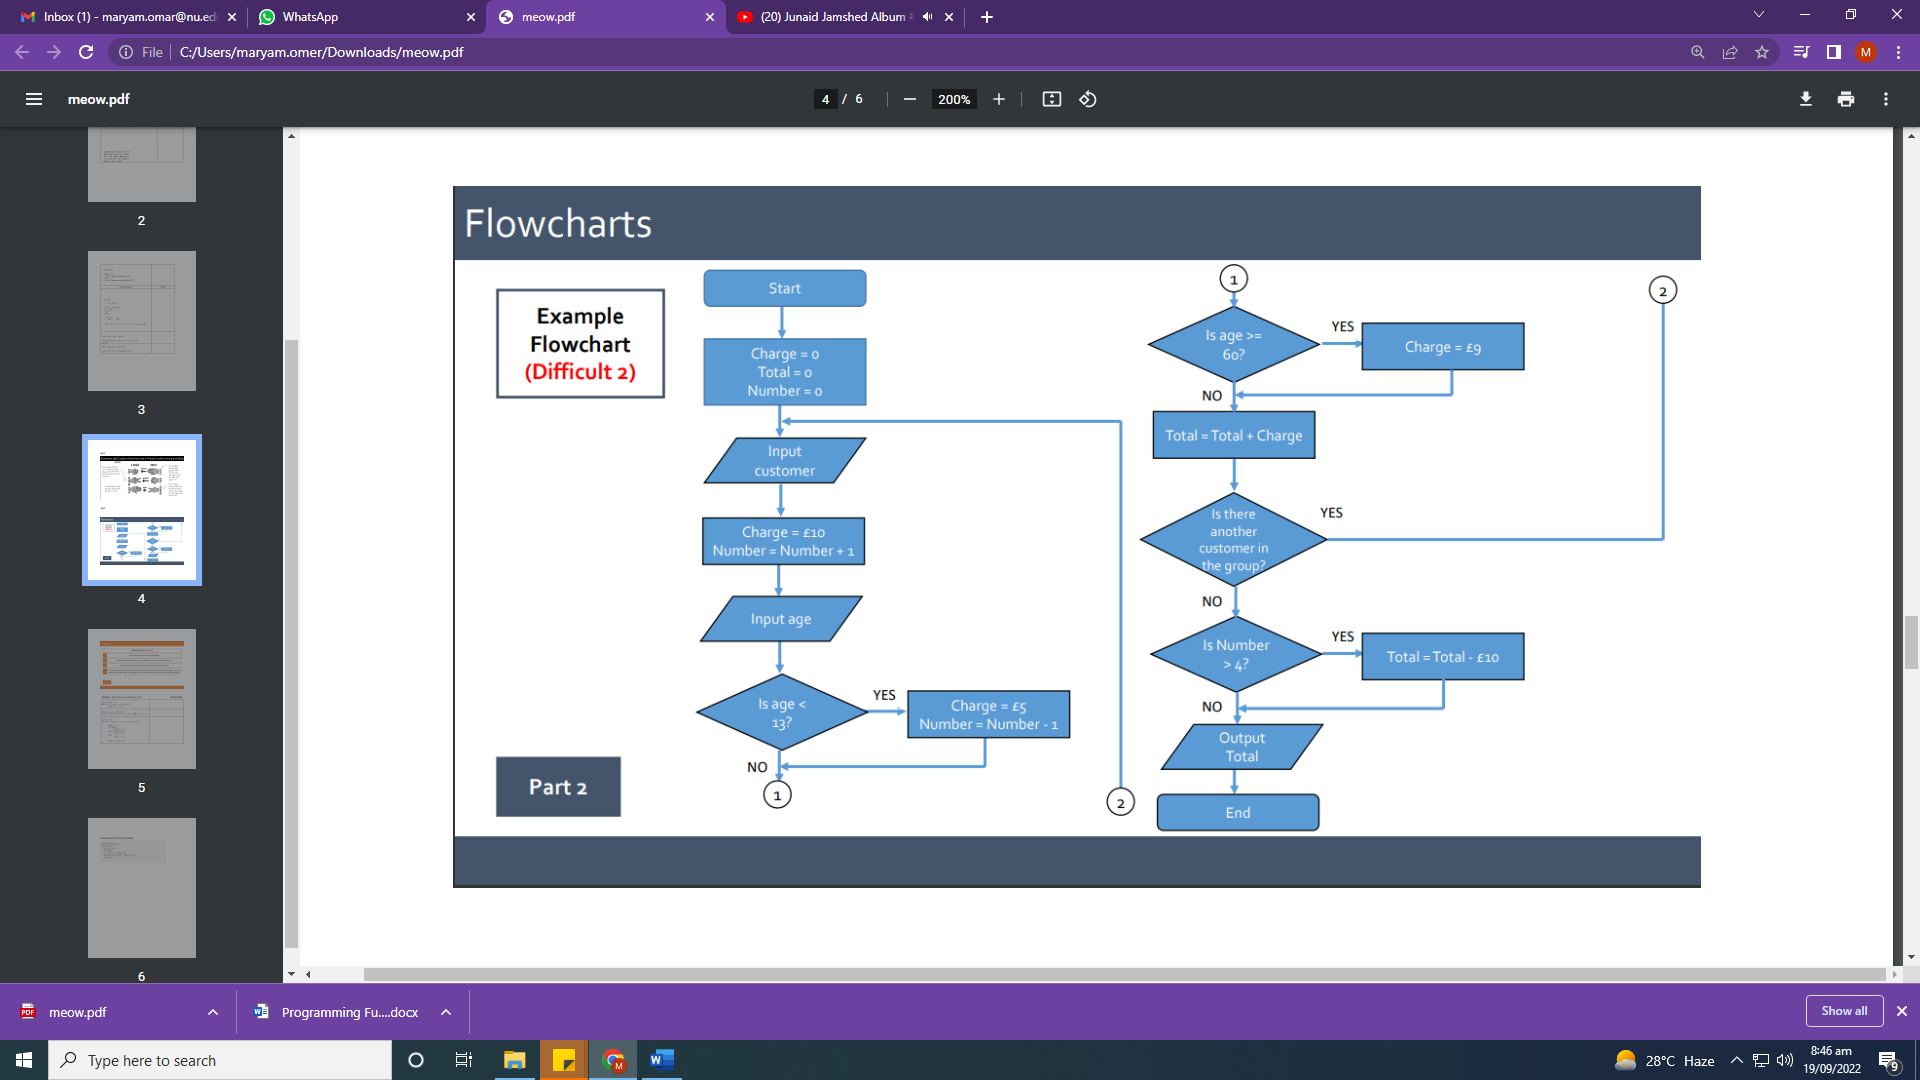 Inbox (1) - maryam.omar@nu.ed
WhatsApp
meow.pdf
(20) Junaid Jamshed Album
File
C:/Users/maryam.omer/Downloads/meow.pdf
M
meow.pdf
4 / 6
200%
2
3
4
5
6
Flowcharts
Example
Flowchart
(Difficult 2)
Start
Charge = 0
Total = 0
Number = 0
Input
customer
Charge = £10
Number = Number + 1
Input age
Is age <
13?
YES
Charge = £5
Number = Number - 1
NO
1
2
Part 2
1
Is age >=
60?
YES
Charge = £9
NO
Total = Total + Charge
Is there
another
customer in
the group?
YES
2
NO
Is Number
> 4?
YES
Total = Total - £10
NO
Output
Total
End
meow.pdf
Programming Fu....docx
Show all
Type here to search
28°C Haze
8:46 am
19/09/2022
9